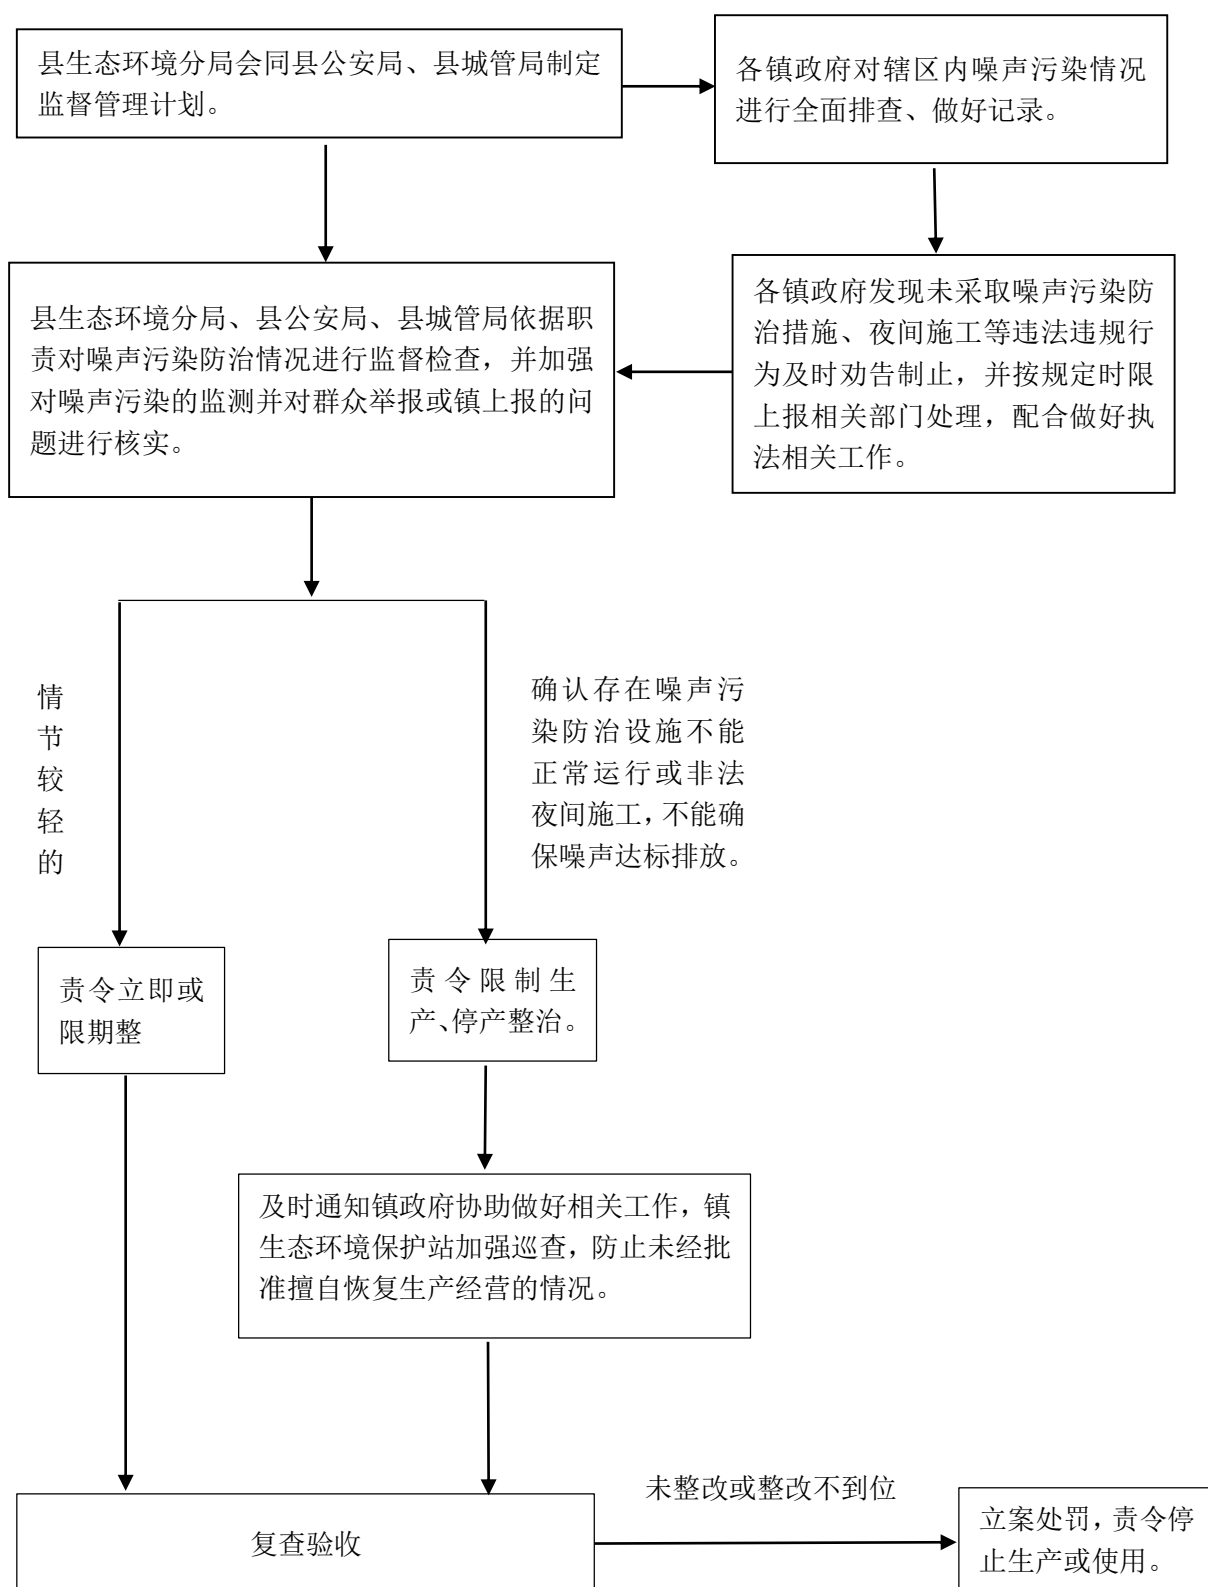 县生态环境分局会同县公安局、县城管局制定
监督管理计划。
各镇政府对辖区内噪声污染情况
进行全面排查、做好记录。
县生态环境分局、县公安局、县城管局依据职
责对噪声污染防治情况进行监督检查，并加强
对噪声污染的监测并对群众举报或镇上报的问
题进行核实。
各镇政府发现未采取噪声污染防
治措施、夜间施工等违法违规行
为及时劝告制止，并按规定时限
上报相关部门处理，配合做好执
法相关工作。
情
节
较
轻
的
确认存在噪声污
染防治设施不能
正常运行或非法
夜间施工，不能确
保噪声达标排放。
责令立即或
限期整
责令限制生
产、停产整治。
及时通知镇政府协助做好相关工作，镇
生态环境保护站加强巡查，防止未经批
准擅自恢复生产经营的情况。
复查验收
未整改或整改不到位
立案处罚，责令停
止生产或使用。